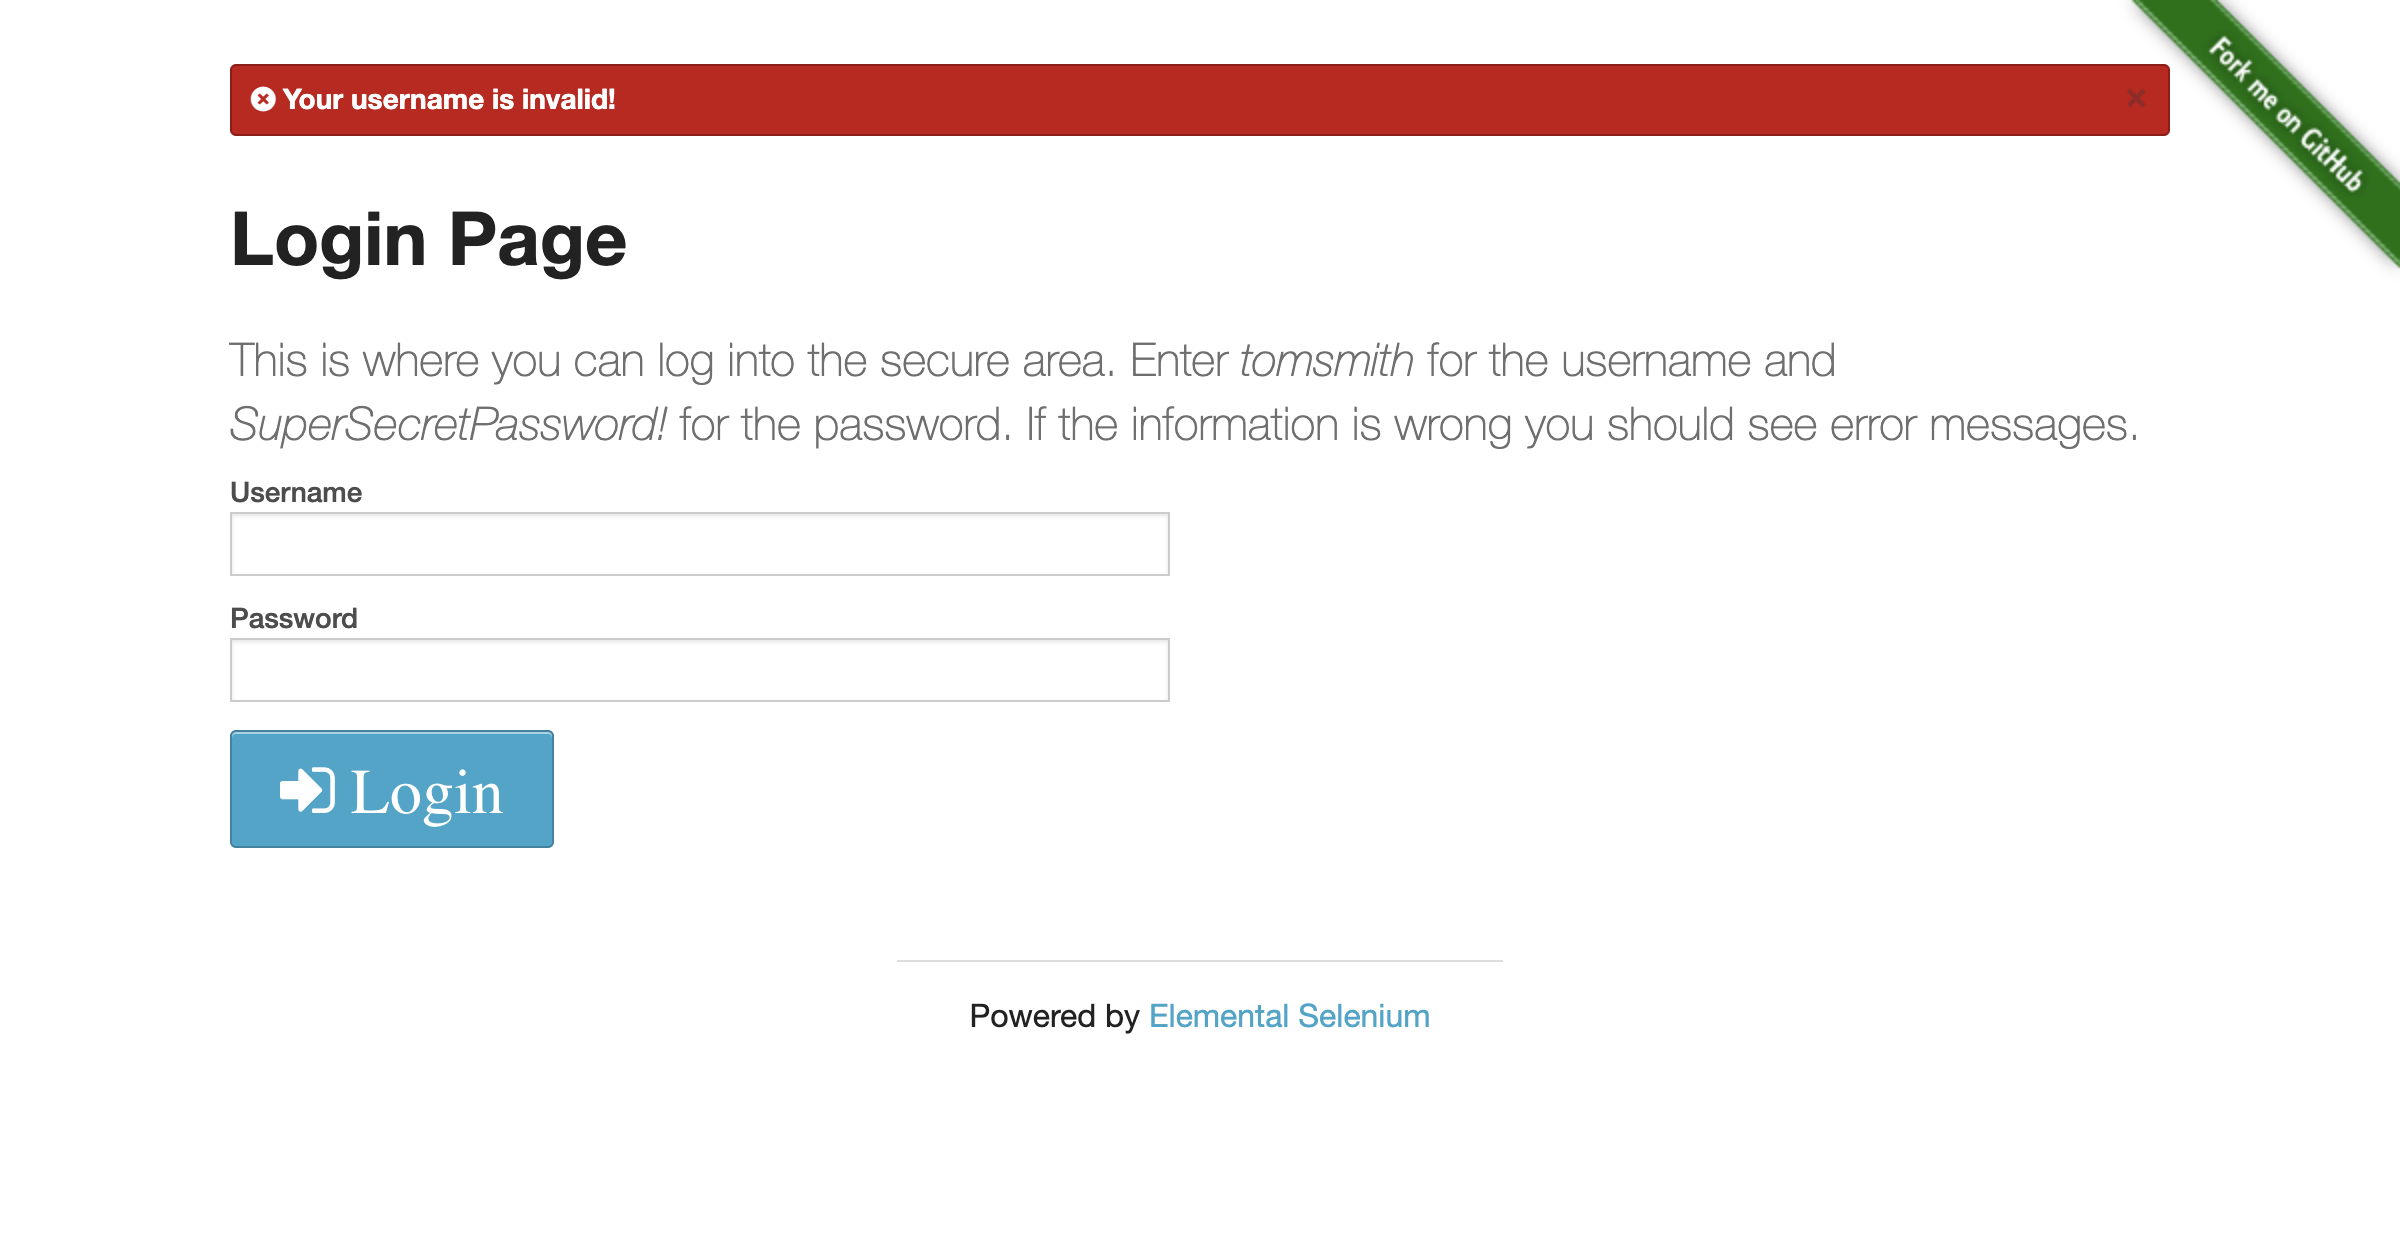 Your username is invalid!
Fork me on GitHub
Login Page
This is where you can log into the secure area. Enter tomsmith for the username and
SuperSecretPassword! for the password. If the information is wrong you should see error messages.
Username
Password
Login
Powered by Elemental Selenium